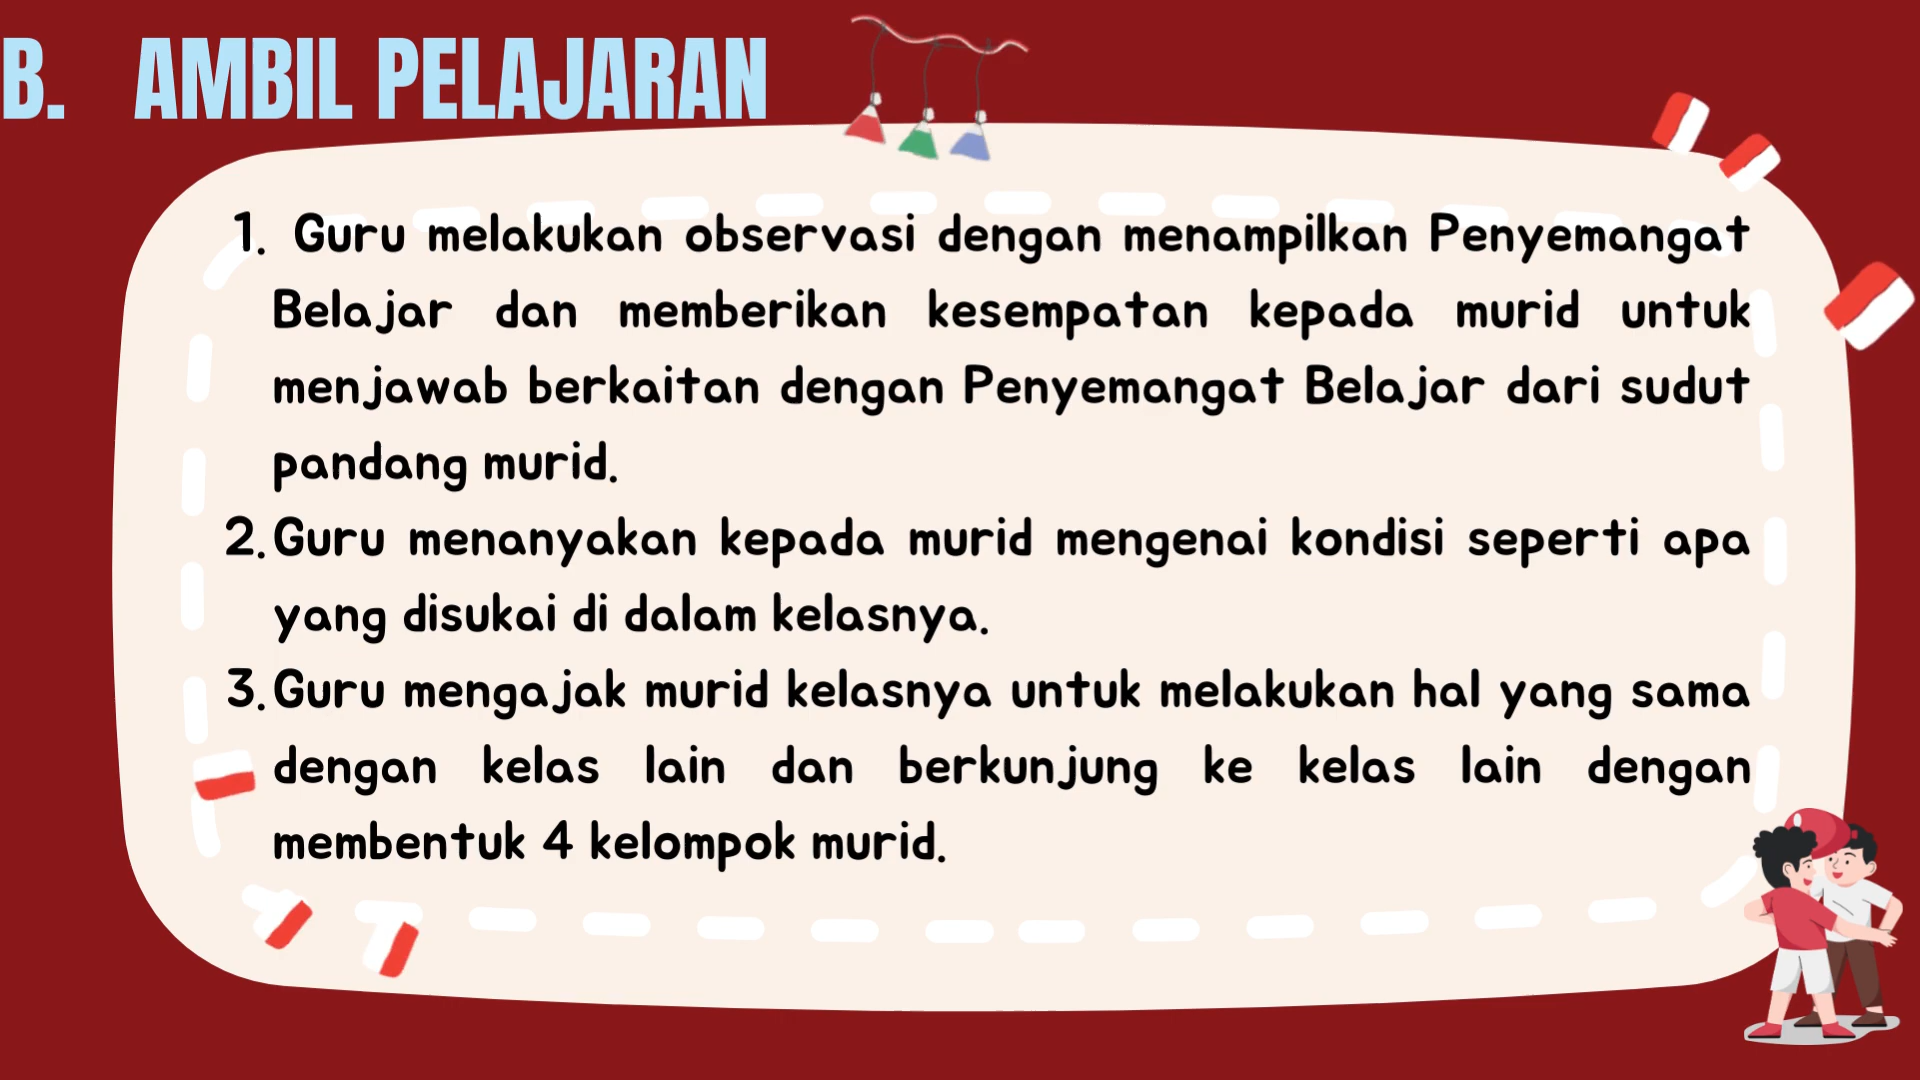 B. AMBIL PELAJARAN
1. Guru melakukan observasi dengan menampilkan Penyemangat
Belajar dan memberikan kesempatan kepada murid untuk
menjawab berkaitan dengan Penyemangat Belajar dari sudut
pandang murid.
2. Guru menanyakan kepada murid mengenai kondisi seperti apa
yang disukai di dalam kelasnya.
3. Guru mengajak murid kelasnya untuk melakukan hal yang sama
dengan kelas lain dan berkunjung ke kelas lain dengan
membentuk 4 kelompok murid.